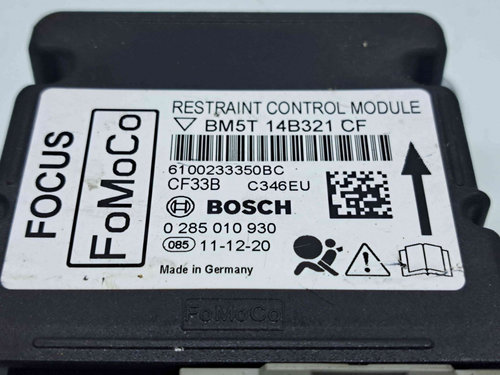 FOCUS
FoMoCo
RESTRAINT CONTROL MODULE
BM5T 14B321 CF
6100233350BC
CF33B C346EU
BOSCH
0 285 010 930
085 11-12-20
Made in Germany
FoMoCo